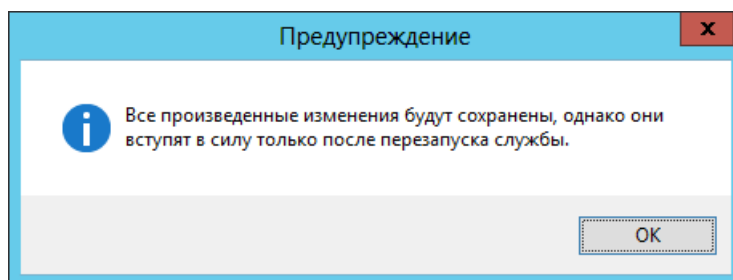 Предупреждение
x
Все произведенные изменения будут сохранены, однако они
вступят в силу только после перезапуска службы.
OK